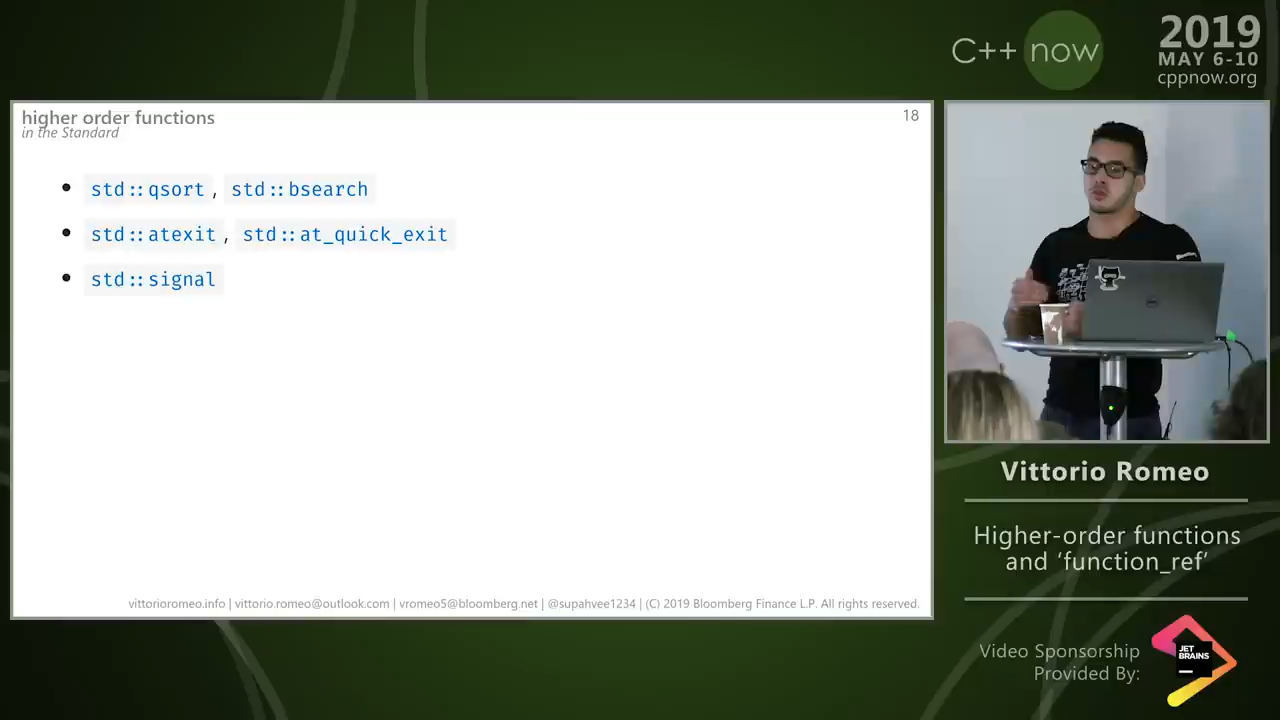 C++ now
2019
MAY 6-10
cppnow.org
higher order functions
18
in the Standard
• std::qsort, std::bsearch
• std::atexit, std::at_quick_exit
• std::signal
vittorioromeo.info | vittorio.romeo@outlook.com | vromeo5@bloomberg.net | @supahvee1234 | (C) 2019 Bloomberg Finance L.P. All rights reserved.
Vittorio Romeo
Higher-order functions
and ‘function_ref’
Video Sponsorship
Provided By:
JET
BRAINS